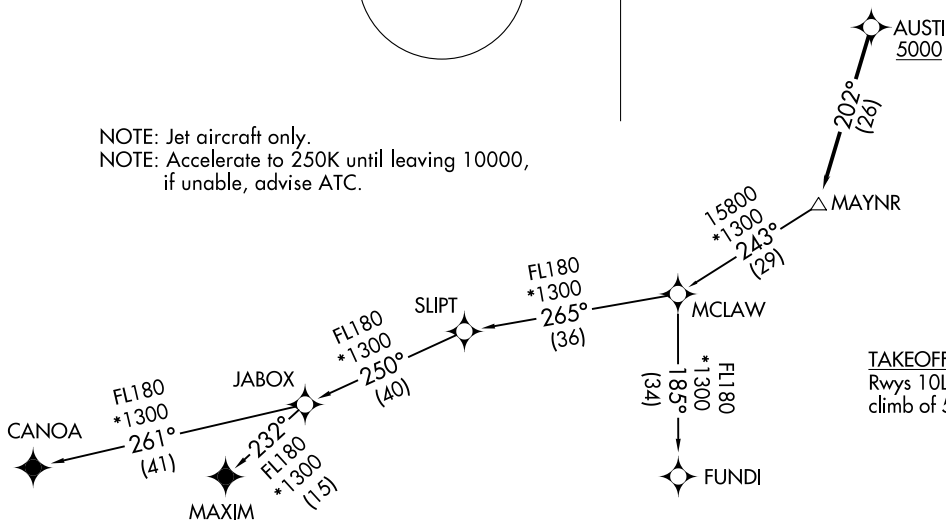 AUSTI
5000
202°
(26)
NOTE: Jet aircraft only.
NOTE: Accelerate to 250K until leaving 10000,
if unable, advise ATC.
MAYNR
15800
*1300
243°
(29)
FL180
*1300
265°
(36)
MCLAW
SLIPT
FL180
*1300
250°
(40)
FL180
*1300
185°
(34)
TAKEOFF
Rwys 10L
climb of 5
JABOX
FL180
*1300
261°
(41)
CANOA
232°
FL180
*1300
(15)
MAXIM
FUNDI